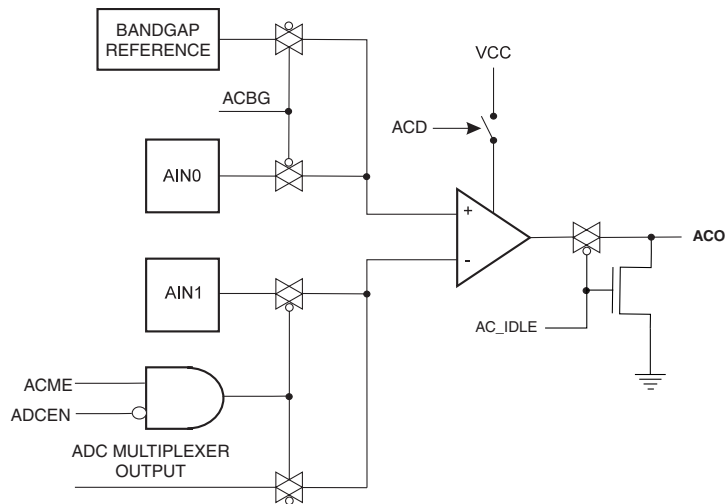 BANDGAP
REFERENCE
VCC
ACBG
ACD
AIN0
+
ACO
-
AIN1
AC_IDLE
ACME
ADCEN
ADC MULTIPLEXER
OUTPUT